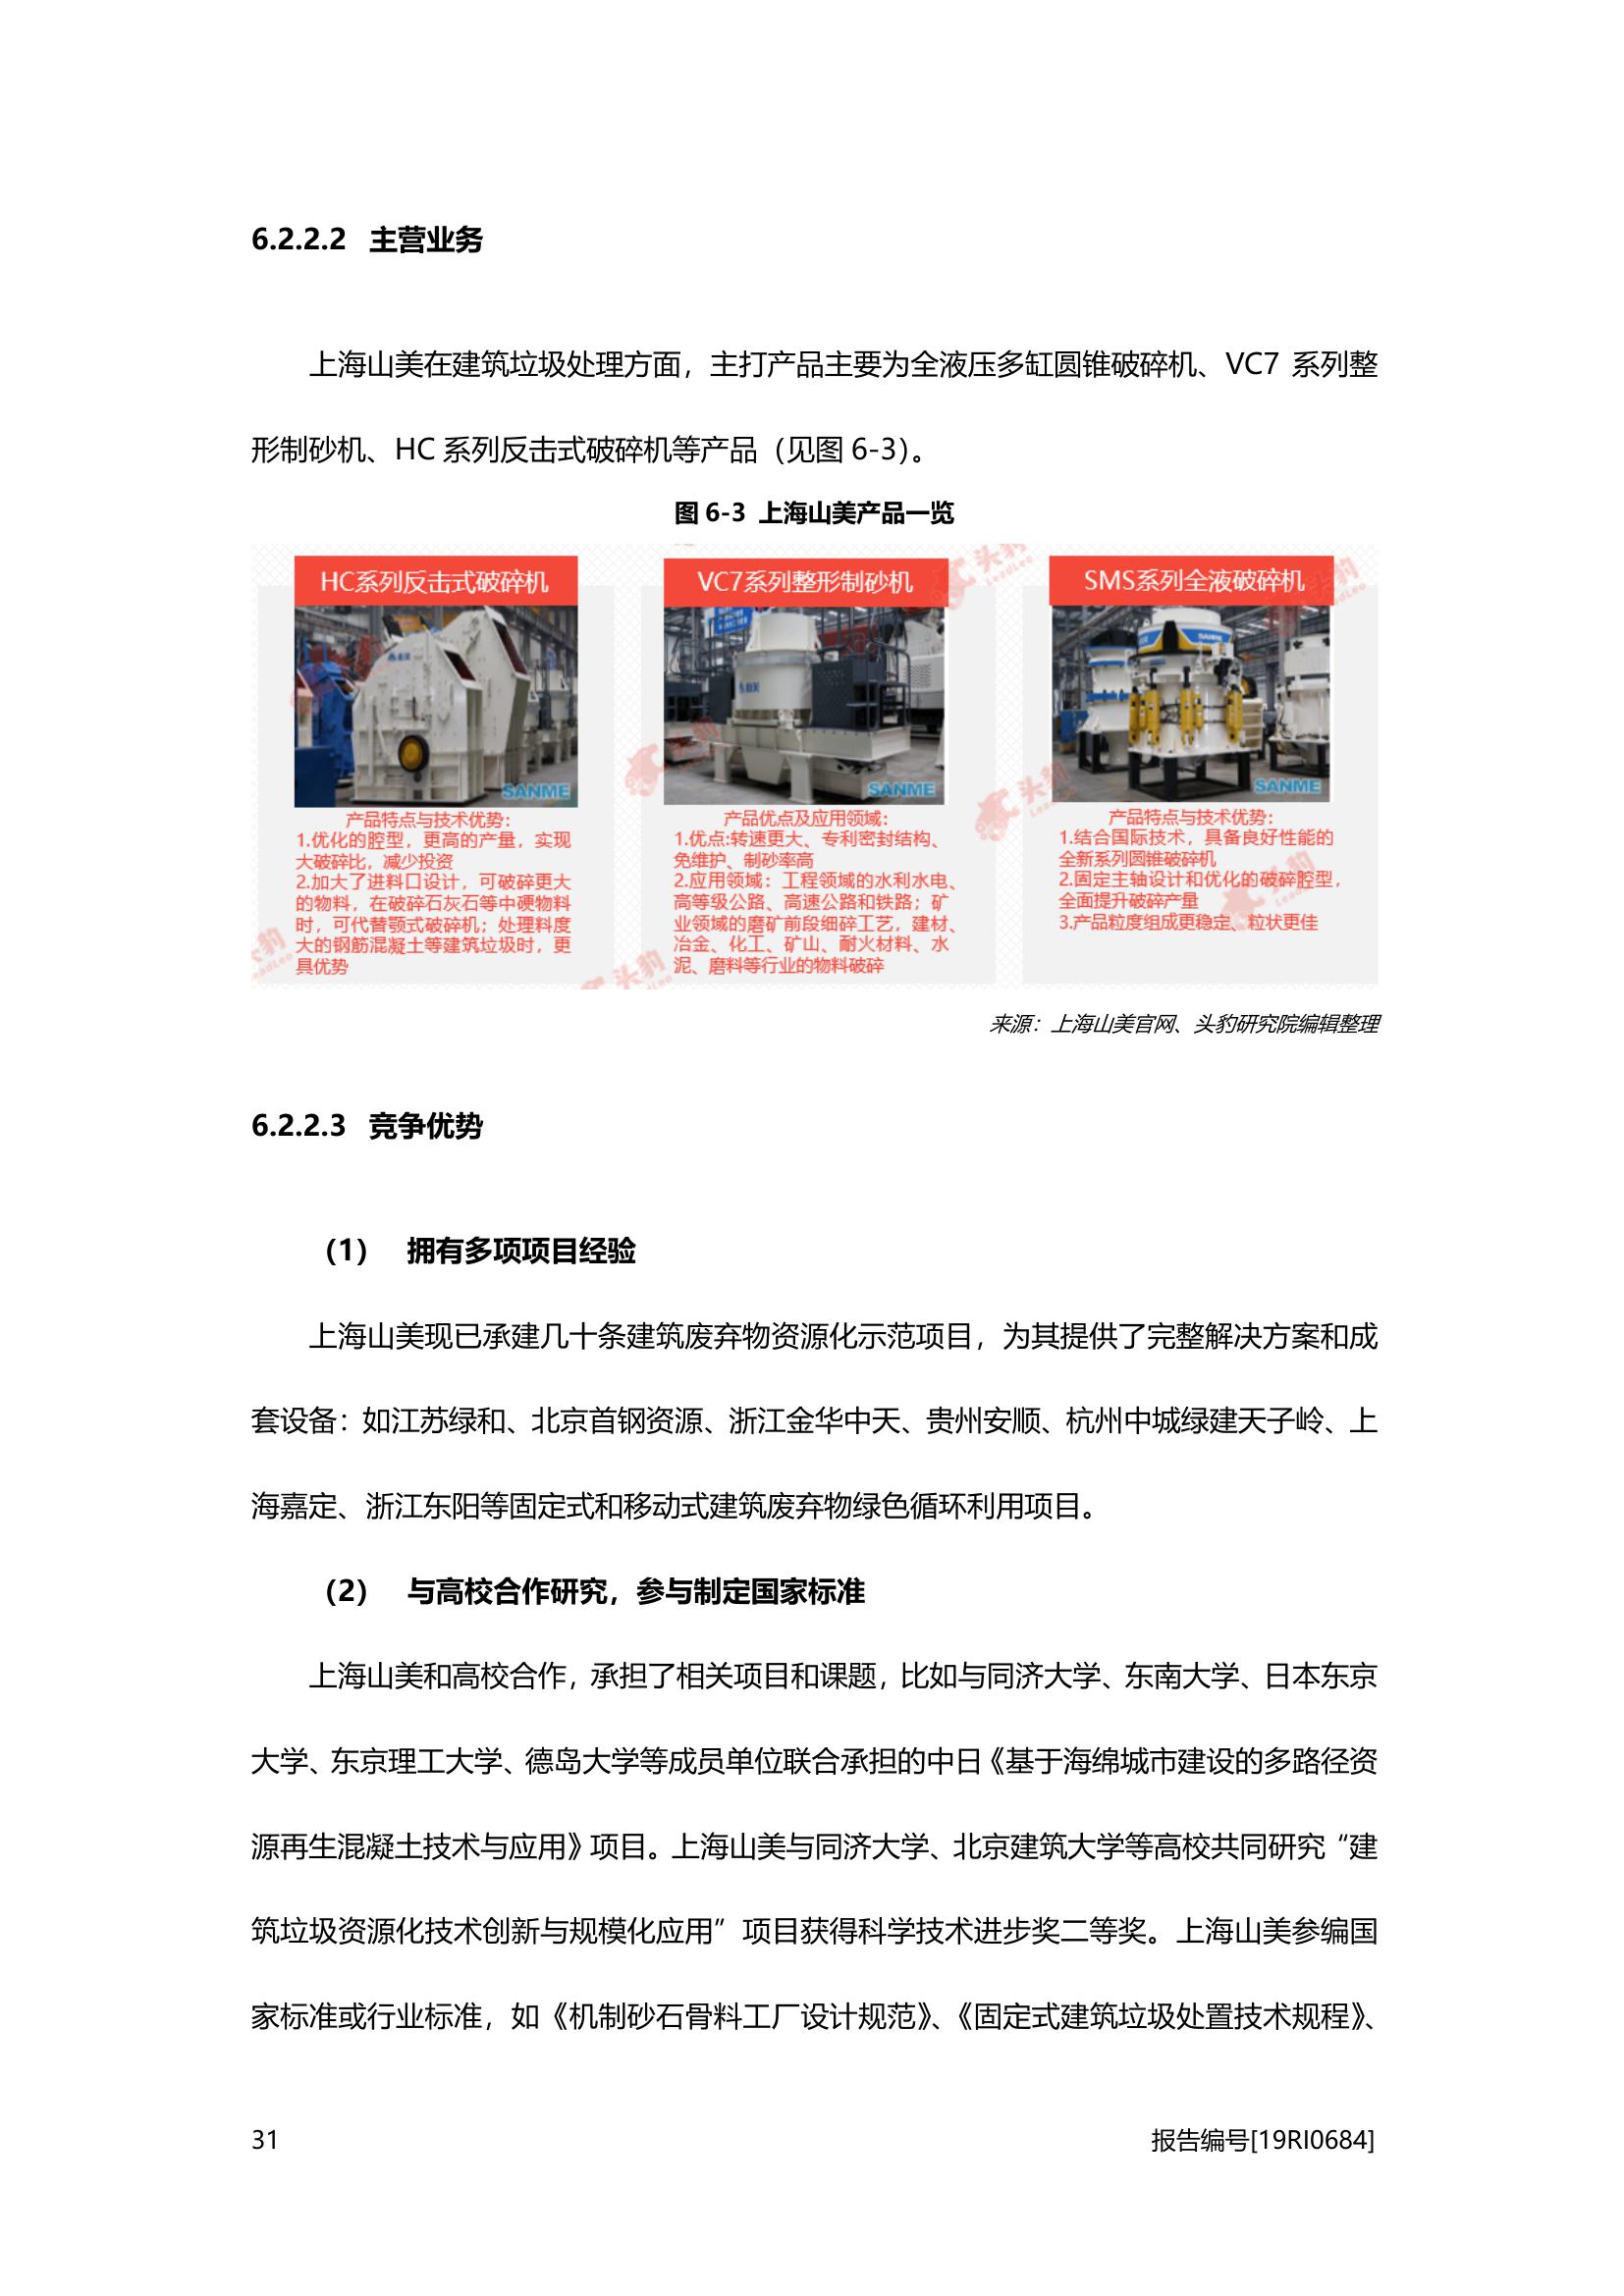 6.2.2.2 主营业务
上海山美在建筑垃圾处理方面，主打产品主要为全液压多缸圆锥破碎机、VC7 系列整
形制砂机、HC 系列反击式破碎机等产品（见图 6-3）。
图 6-3 上海山美产品一览
HC系列反击式破碎机
SANME
产品特点与技术优势：
1.优化的腔型，更高的产量，实现
大破碎比，减少投资
2.加大了进料口设计，可破碎更大
的物料，在破碎石灰石等中硬物料
时，可代替颚式破碎机；处理料度
大的钢筋混凝土等建筑垃圾时，更
具优势
VC7系列整形制砂机
山美
SANME
产品优点及应用领域：
1.优点:转速更大、专利密封结构、
免维护、制砂率高
2.应用领域：工程领域的水利水电、
高等级公路、高速公路和铁路；矿
业领域的磨矿前段细碎工艺，建材、
冶金、化工、矿山、耐火材料、水
泥、磨料等行业的物料破碎
SMS系列全液破碎机
SANME
SANME
产品特点与技术优势：
1.结合国际技术，具备良好性能的
全新系列圆锥破碎机
2.固定主轴设计和优化的破碎腔型，
全面提升破碎产量
3.产品粒度组成更稳定、粒状更佳
头豹
LeadLeo
来源：上海山美官网、头豹研究院编辑整理
6.2.2.3 竞争优势
（1） 拥有多项项目经验
上海山美现已承建几十条建筑废弃物资源化示范项目，为其提供了完整解决方案和成
套设备：如江苏绿和、北京首钢资源、浙江金华中天、贵州安顺、杭州中城绿建天子岭、上
海嘉定、浙江东阳等固定式和移动式建筑废弃物绿色循环利用项目。
（2） 与高校合作研究，参与制定国家标准
上海山美和高校合作，承担了相关项目和课题，比如与同济大学、东南大学、日本东京
大学、东京理工大学、德岛大学等成员单位联合承担的中日《基于海绵城市建设的多路径资
源再生混凝土技术与应用》项目。上海山美与同济大学、北京建筑大学等高校共同研究“建
筑垃圾资源化技术创新与规模化应用”项目获得科学技术进步奖二等奖。上海山美参编国
家标准或行业标准，如《机制砂石骨料工厂设计规范》、《固定式建筑垃圾处置技术规程》、
31
报告编号[19RI0684]